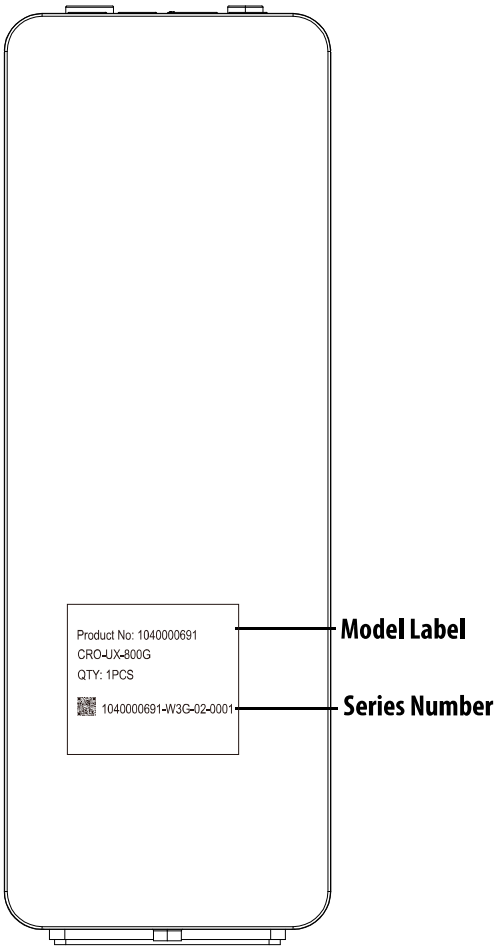 Product No: 1040000691
CRO-UX-800G
QTY: 1PCS
1040000691-W3G-02-0001
Model Label
Series Number